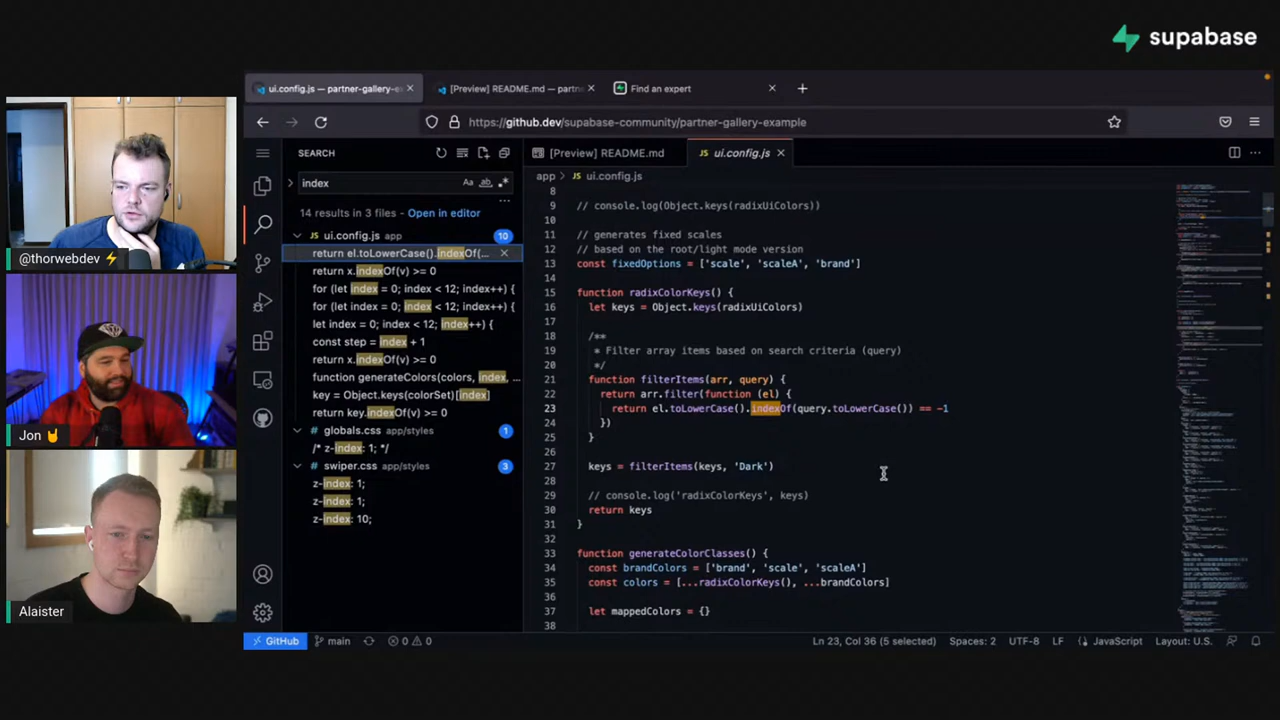 supabase
ui.config.js — partner-gallery-e
[Preview] README.md — partn
Find an expert
https://github.dev/supabase-community/partner-gallery-example
SEARCH
[Preview] README.md
ui.config.js
index
Aa
app > ui.config.js
14 results in 3 files - Open in editor
ui.config.js app 10
return el.toLowerCase().indexOf(...
return x.indexOf(v) >= 0
for (let index = 0; index < 12; index++) {
for (let index = 0; index < 12; index++) {
let index = 0; index < 12; index++) {
const step = index + 1
return x.indexOf(v) >= 0
function generateColors(colors, index, ...
key = Object.keys(colorSet)[index]
return key.indexOf(v) >= 0
globals.css app/styles 1
/* z-index: 1; */
swiper.css app/styles 3
z-index: 1;
z-index: 1;
z-index: 10;
8
9 // console.log(Object.keys(radixUiColors))
10
11 // generates fixed scales
12 // based on the root/light mode version
13 const fixedOptions = ['scale', 'scaleA', 'brand']
14
15 function radixColorKeys() {
16 let keys = Object.keys(radixUiColors)
17
18 /**
19 * Filter array items based on search criteria (query)
20 */
21 function filterItems(arr, query) {
22 return arr.filter(function (el) {
23 return el.toLowerCase().indexOf(query.toLowerCase()) == -1
24 })
25 }
26
27 keys = filterItems(keys, 'Dark')
28
29 // console.log('radixColorKeys', keys)
30 return keys
31 }
32
33 function generateColorClasses() {
34 const brandColors = ['brand', 'scale', 'scaleA']
35 const colors = [...radixColorKeys(), ...brandColors]
36
37 let mappedColors = {}
38
GitHub
main
0
0
Ln 23, Col 36 (5 selected)
Spaces: 2
UTF-8
LF
JavaScript
Layout: U.S.
@thorwebdev ⚡
Jon 🤘
Alaister